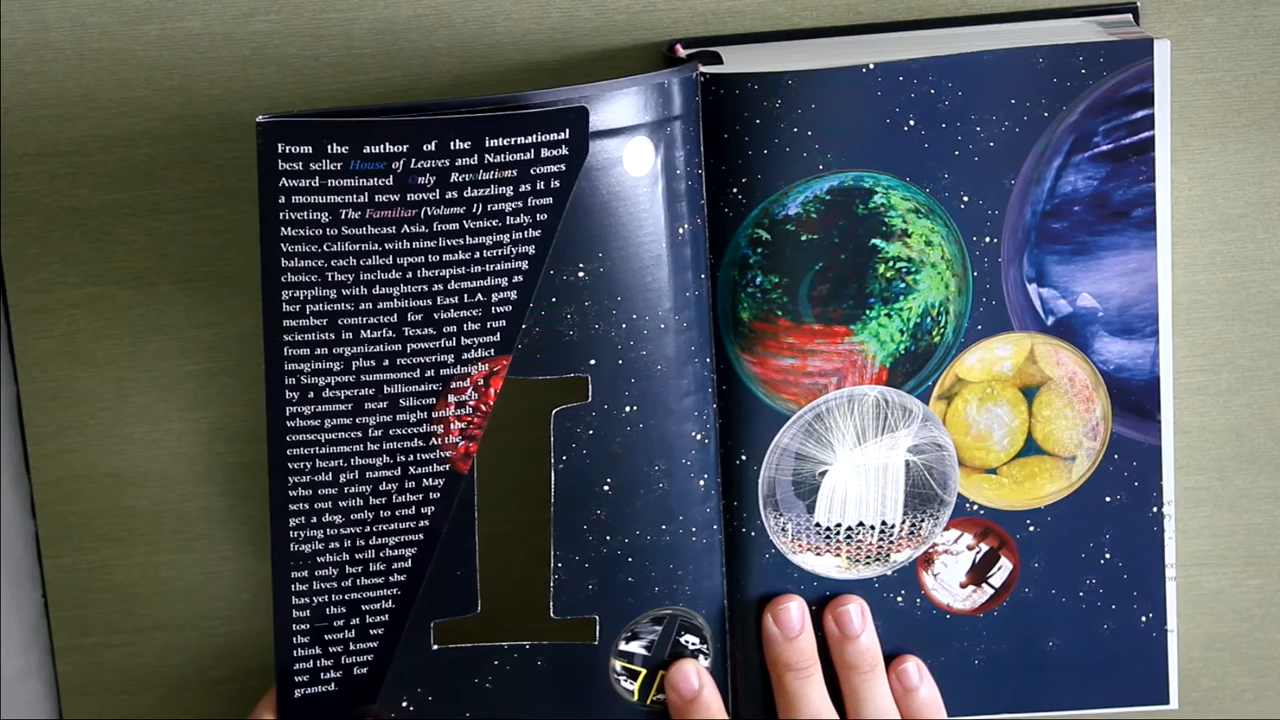 From the author of the international
best seller House of Leaves and National Book
Award–nominated Only Revolutions comes
a monumental new novel as dazzling as it is
riveting. The Familiar (Volume 1) ranges from
Mexico to Southeast Asia, from Venice, Italy, to
Venice, California, with nine lives hanging in the
balance, each called upon to make a terrifying
choice. They include a therapist-in-training
grappling with daughters as demanding as
her patients; an ambitious East L.A. gang
member contracted for violence; two
scientists in Marfa, Texas, on the run
from an organization powerful beyond
imagining; plus a recovering addict
in Singapore summoned at midnight
by a desperate billionaire; and a
programmer near Silicon Beach
whose game engine might unleash
consequences far exceeding the
entertainment he intends. At the
very heart, though, is a twelve-
year-old girl named Xanther
who one rainy day in May
sets out with her father to
get a dog, only to end up
trying to save a creature as
fragile as it is dangerous
. . . which will change
not only her life and
the lives of those she
has yet to encounter,
but this world,
too — or at least
the world we
think we know
and the future
we take for
granted.
I